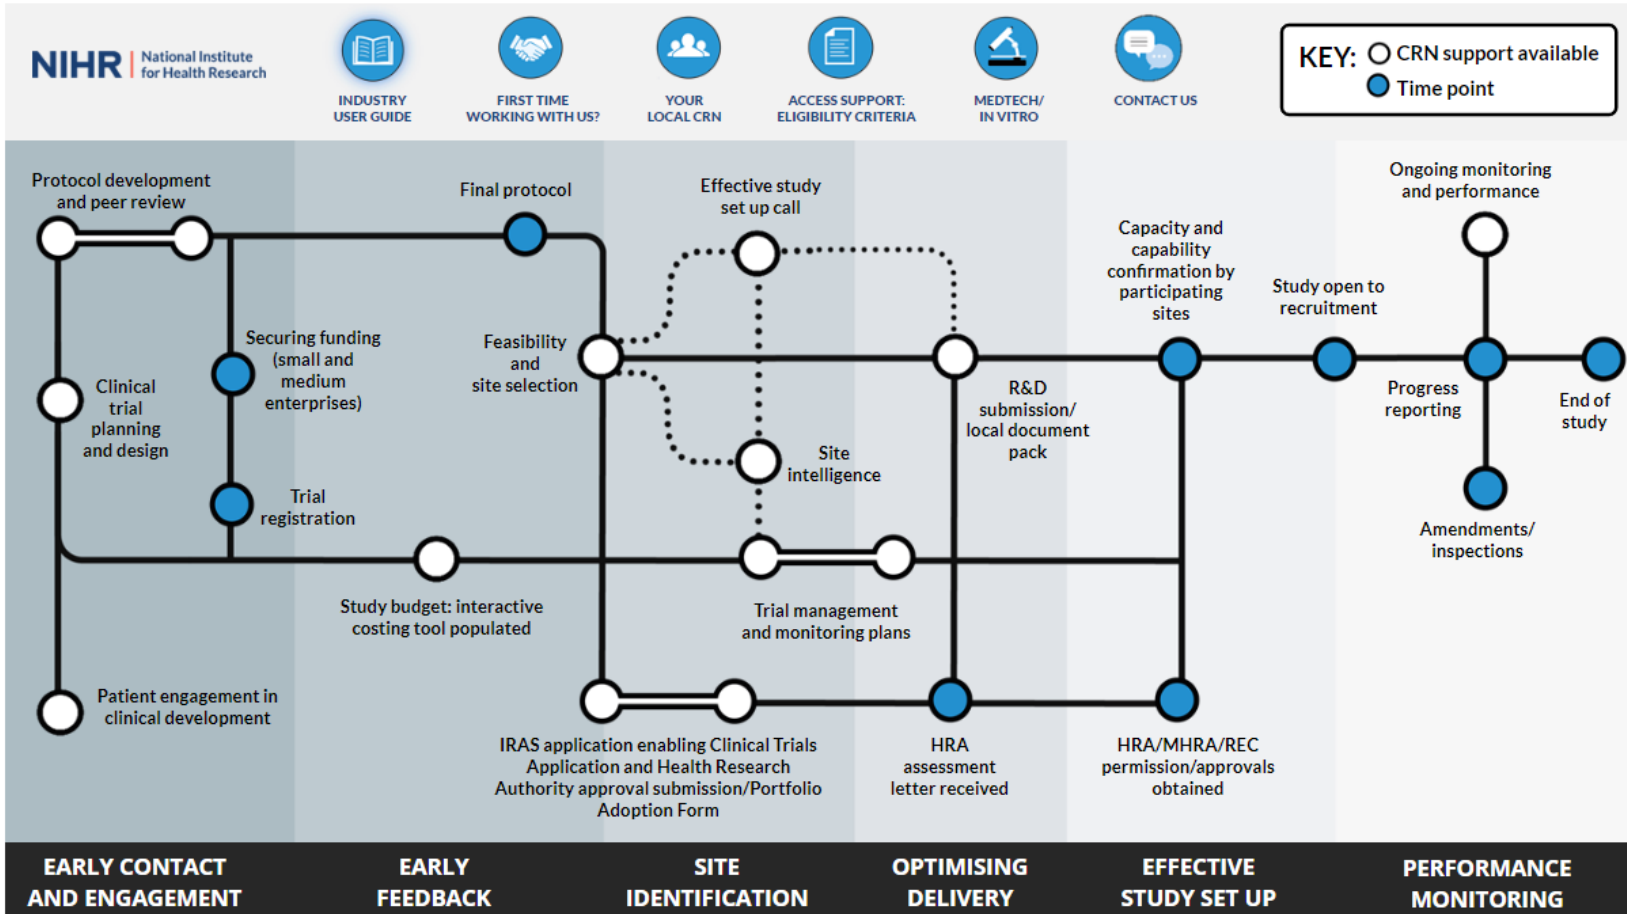 NIHR
National Institute
for Health Research
INDUSTRY
USER GUIDE
FIRST TIME
WORKING WITH US?
YOUR
LOCAL CRN
ACCESS SUPPORT:
ELIGIBILITY CRITERIA
MEDTECH/
IN VITRO
CONTACT US
KEY:
CRN support available
Time point
Protocol development
and peer review
Final protocol
Effective study
set up call
Ongoing monitoring
and performance
Capacity and
capability
confirmation by
participating
sites
Study open to
recruitment
Securing funding
(small and
medium
enterprises)
Feasibility
and
site selection
Clinical
trial
planning
and design
R&D
submission/
local document
pack
Progress
reporting
End of
study
Site
intelligence
Trial
registration
Amendments/
inspections
Study budget: interactive
costing tool populated
Trial management
and monitoring plans
Patient engagement in
clinical development
IRAS application enabling Clinical Trials
Application and Health Research
Authority approval submission/Portfolio
Adoption Form
HRA
assessment
letter received
HRA/MHRA/REC
permission/approvals
obtained
EARLY CONTACT
AND ENGAGEMENT
EARLY
FEEDBACK
SITE
IDENTIFICATION
OPTIMISING
DELIVERY
EFFECTIVE
STUDY SET UP
PERFORMANCE
MONITORING